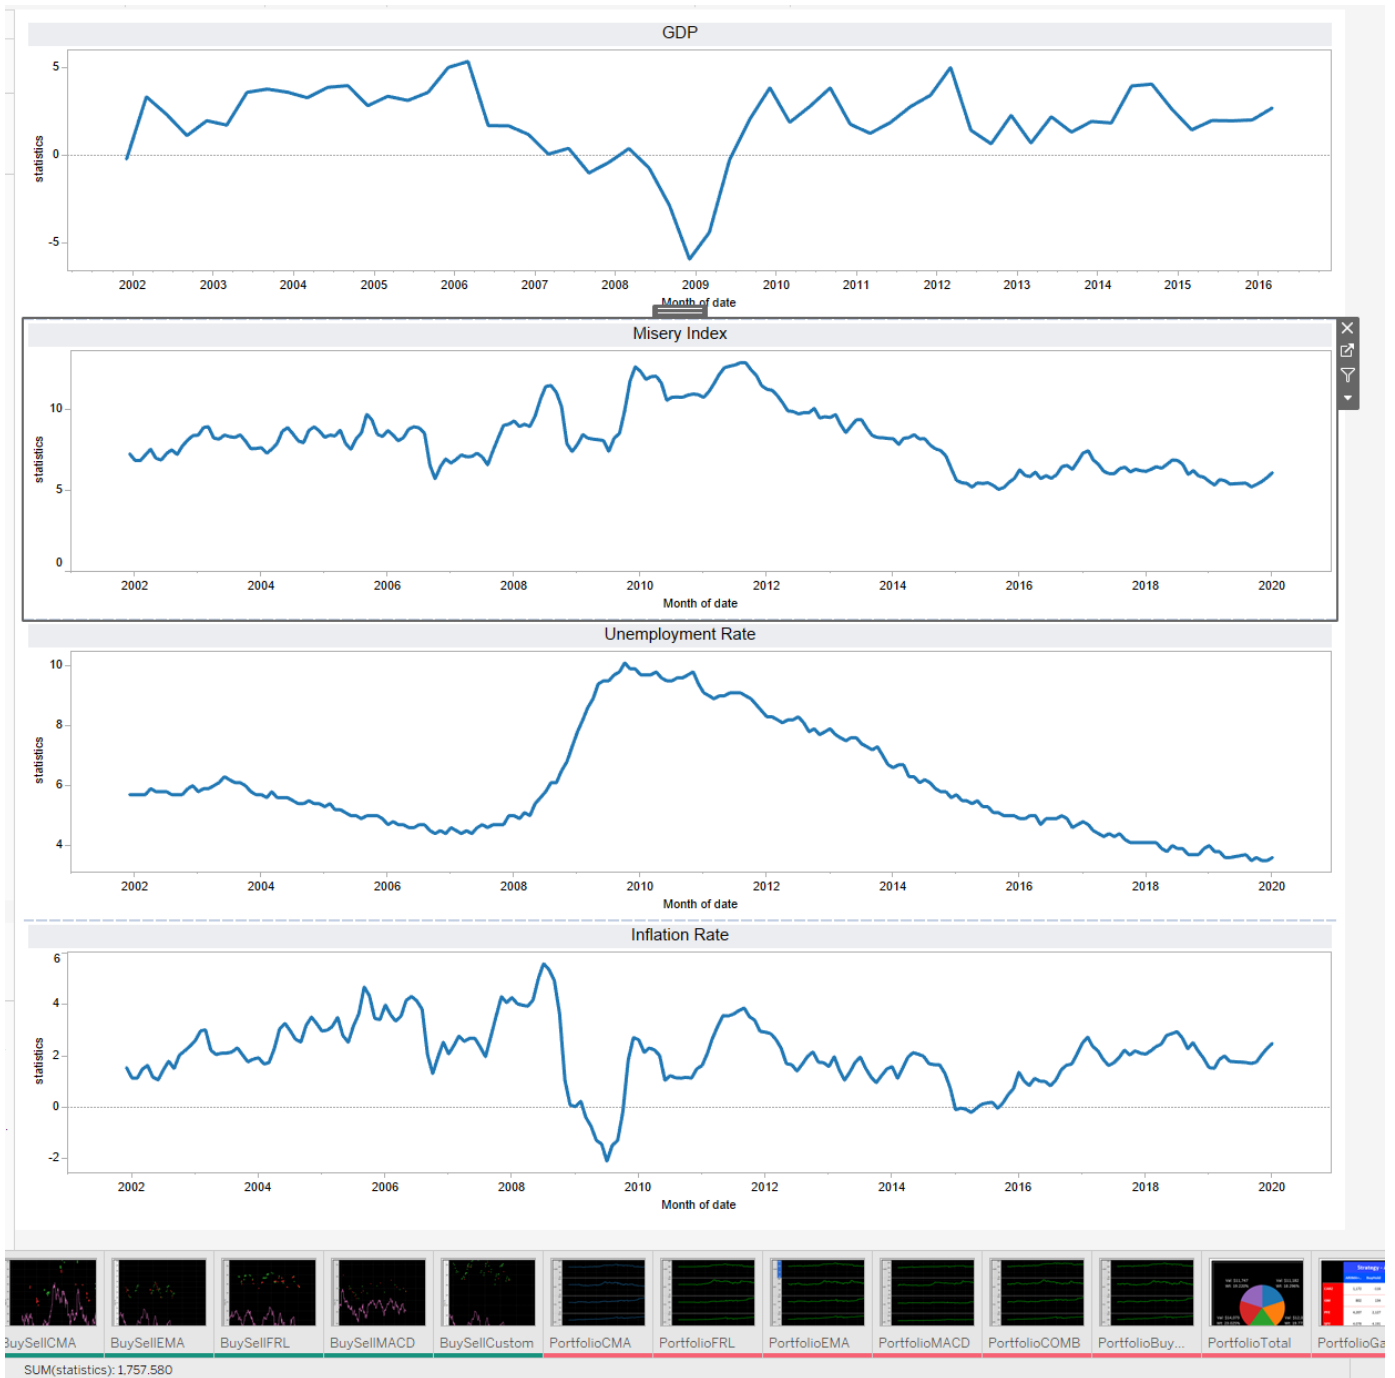 GDP
5
0
-5
statistics
2002 2003 2004 2005 2006 2007 2008 2009 2010 2011 2012 2013 2014 2015 2016
Month of date
Misery Index
10
5
0
statistics
2002 2004 2006 2008 2010 2012 2014 2016 2018 2020
Month of date
Unemployment Rate
10
8
6
4
statistics
2002 2004 2006 2008 2010 2012 2014 2016 2018 2020
Month of date
Inflation Rate
6
4
2
0
-2
statistics
2002 2004 2006 2008 2010 2012 2014 2016 2018 2020
Month of date
BuySellCMA BuySellEMA BuySellFRL BuySellMACD BuySellCustom PortfolioCMA PortfolioFRL PortfolioEMA PortfolioMACD PortfolioCOMB PortfolioBuy... PortfolioTotal PortfolioGa
SUM(statistics): 1,757.580